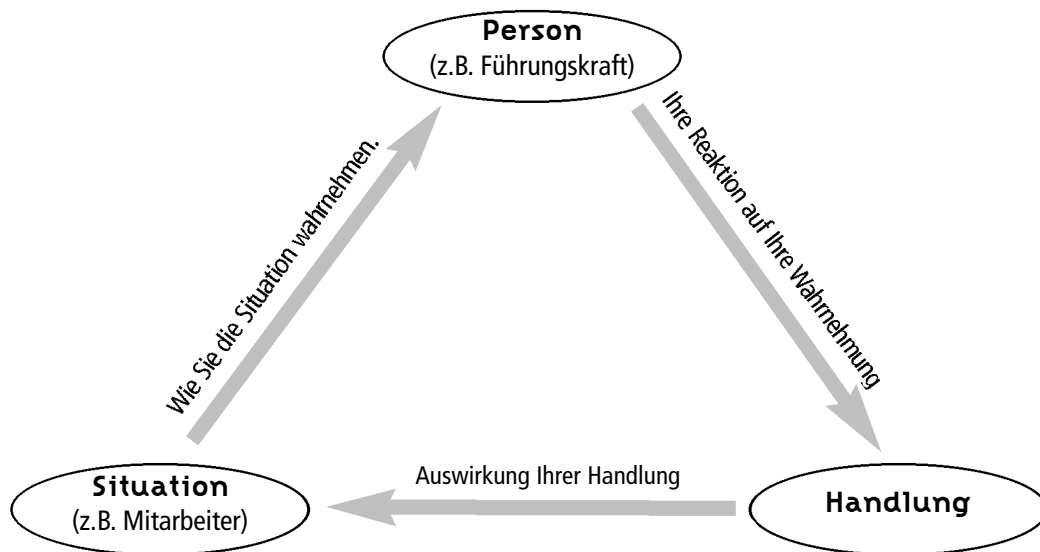 Person
(z.B. Führungskraft)
Wie Sie die Situation wahrnehmen.
Ihre Reaktion auf Ihre Wahrnehmung
Situation
(z.B. Mitarbeiter)
Auswirkung Ihrer Handlung
Handlung